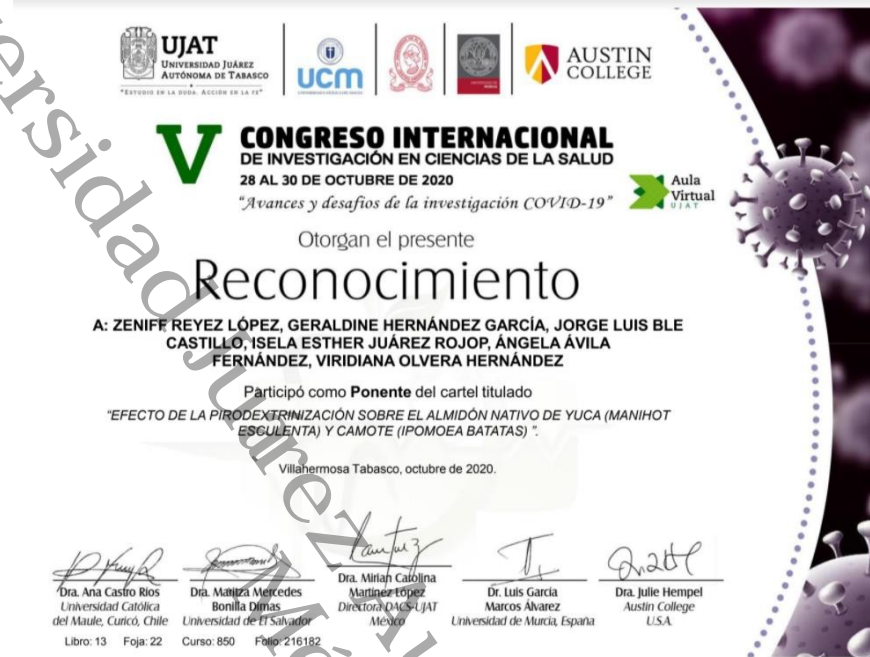 UJAT
UNIVERSIDAD JUÁREZ
AUTÓNOMA DE TABASCO
"ESTUDIO EN LA DUDA. ACCIÓN EN LA FE"
UCM
AUSTIN
COLLEGE
V CONGRESO INTERNACIONAL
DE INVESTIGACIÓN EN CIENCIAS DE LA SALUD
28 AL 30 DE OCTUBRE DE 2020
"Avances y desafios de la investigación COVID-19"
Aula
Virtual
UJAT
Otorgan el presente
Reconocimiento
A: ZENIFF REYEZ LÓPEZ, GERALDINE HERNÁNDEZ GARCÍA, JORGE LUIS BLE
CASTILLO, ISELA ESTHER JUÁREZ ROJOP, ÁNGELA ÁVILA
FERNÁNDEZ, VIRIDIANA OLVERA HERNÁNDEZ
Participó como Ponente del cartel titulado
"EFECTO DE LA PIRODEXTRINIZACIÓN SOBRE EL ALMIDÓN NATIVO DE YUCA (MANIHOT
ESCULENTA) Y CAMOTE (IPOMOEA BATATAS) ".
Villahermosa Tabasco, octubre de 2020.
Dra. Ana Castro Rios
Universidad Católica
del Maule, Curicó, Chile
Dra. Maritza Mercedes
Bonilla Dimas
Universidad de El Salvador
Dra. Mirian Carolina
Martínez López
Directora DACS-UJAT
México
Dr. Luis García
Marcos Álvarez
Universidad de Murcia, España
Dra. Julie Hempel
Austin College
U.S.A.
Libro: 13 Foja: 22 Curso: 850 Folio: 216182
ersidad Juárez A
Mé